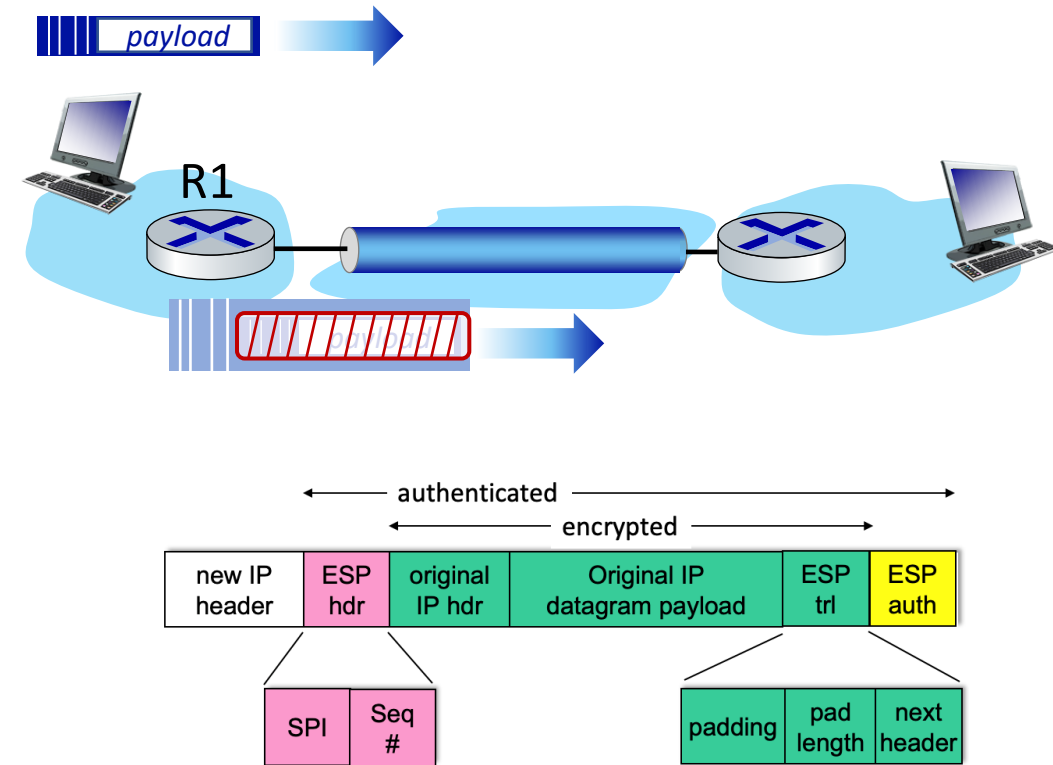 payload
R1
payload
authenticated
encrypted
new IP
header
ESP
hdr
original
IP hdr
Original IP
datagram payload
ESP
trl
ESP
auth
SPI
Seq
#
padding
pad
length
next
header